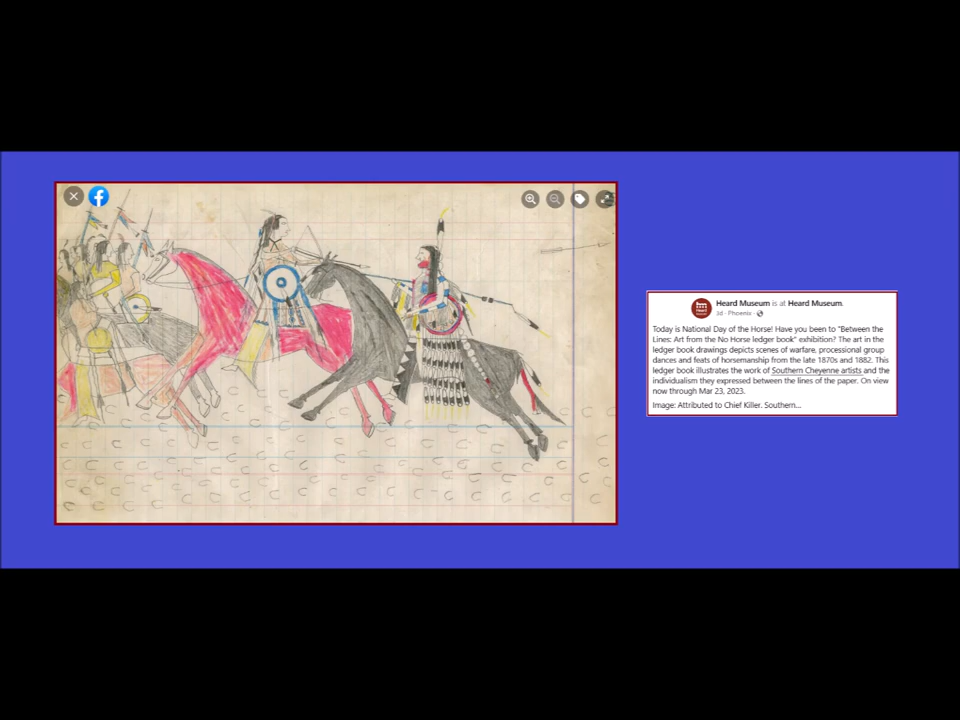 Heard Museum is at Heard Museum.
3d · Phoenix ·
Today is National Day of the Horse! Have you been to "Between the
Lines: Art from the No Horse ledger book" exhibition? The art in the
ledger book drawings depicts scenes of warfare, processional group
dances and feats of horsemanship from the late 1870s and 1882. This
ledger book illustrates the work of Southern Cheyenne artists and the
individualism they expressed between the lines of the paper. On view
now through Mar 23, 2023.
Image: Attributed to Chief Killer. Southern...